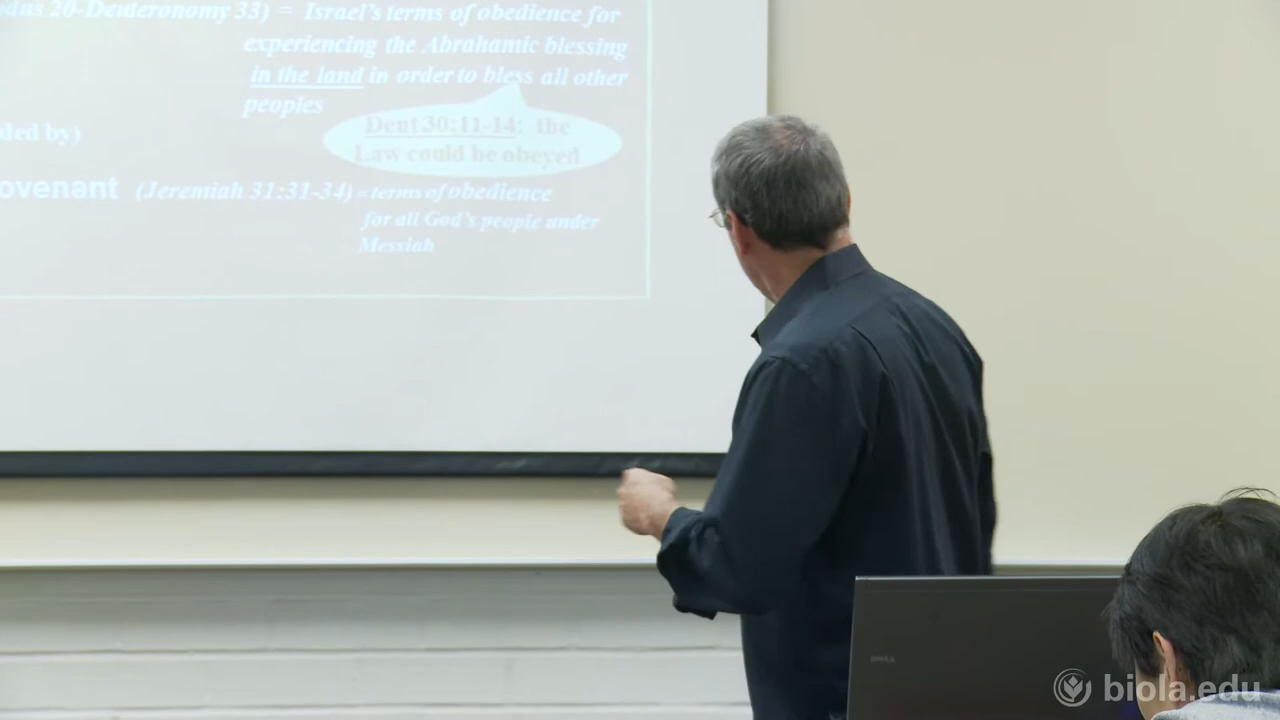 dus 20-Deuteronomy 33) = Israel's terms of obedience for
experiencing the Abrahamic blessing
in the land in order to bless all other
peoples
ded by)
Deut 30:11-14: the
Law could be obeyed
ovenant (Jeremiah 31:31-34) = terms of obedience
for all God's people under
Messiah
DELL
biola.edu